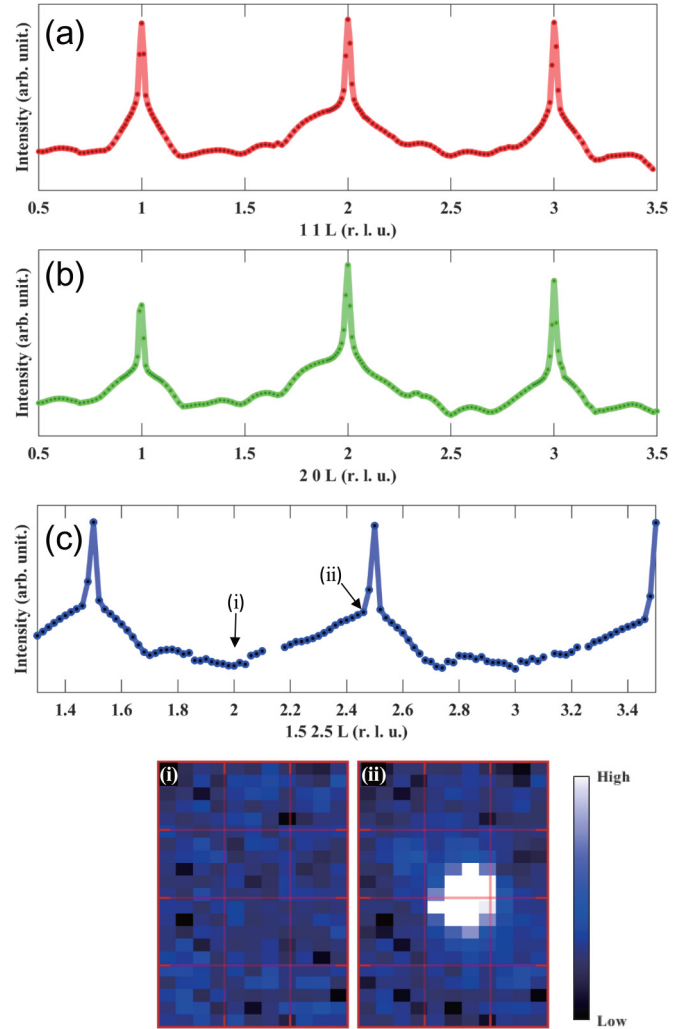 (a)
Intensity (arb. unit.)
0.5 1 1.5 2 2.5 3 3.5
1 1 L (r. l. u.)
(b)
Intensity (arb. unit.)
0.5 1 1.5 2 2.5 3 3.5
2 0 L (r. l. u.)
(c)
Intensity (arb. unit.)
(i)
(ii)
1.4 1.6 1.8 2 2.2 2.4 2.6 2.8 3 3.2 3.4
1.5 2.5 L (r. l. u.)
(i)
(ii)
High
Low